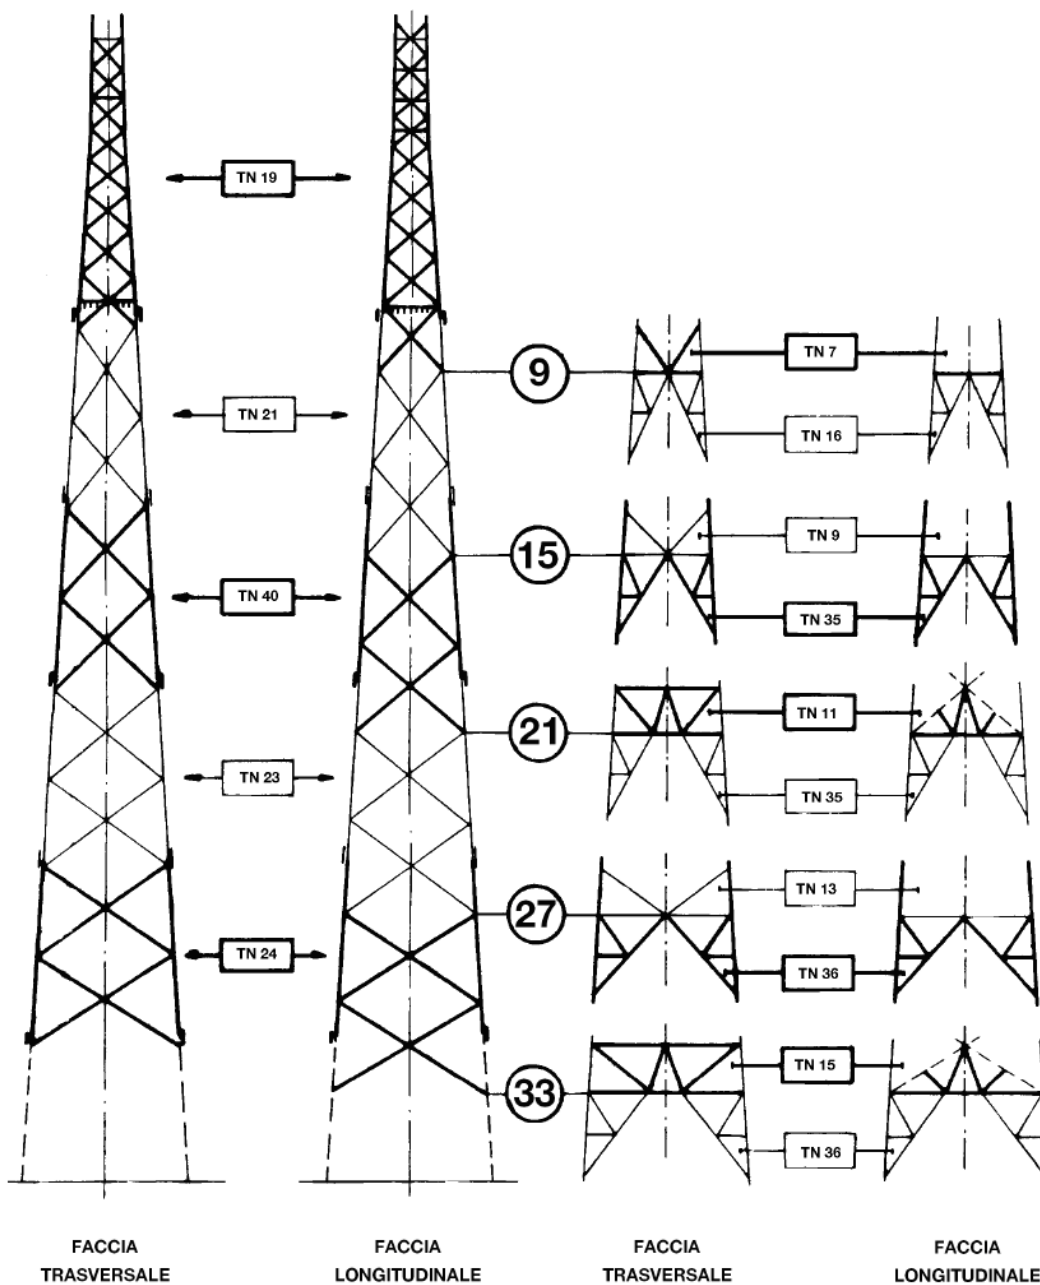 TN 19
9
TN 7
TN 21
TN 16
15
TN 9
TN 40
TN 35
21
TN 11
TN 23
TN 35
27
TN 13
TN 24
TN 36
33
TN 15
TN 36
FACCIA
TRASVERSALE
FACCIA
LONGITUDINALE
FACCIA
TRASVERSALE
FACCIA
LONGITUDINALE